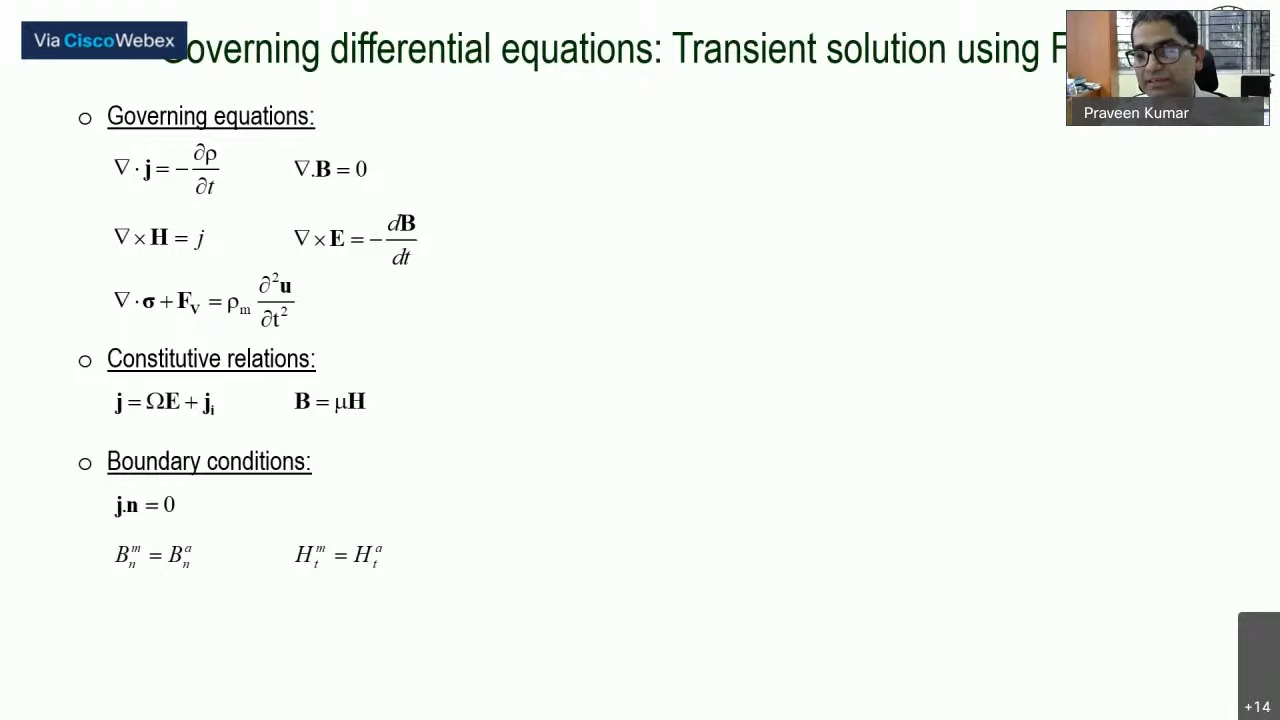 Via Cisco Webex
Governing differential equations: Transient solution using F
Praveen Kumar
Governing equations:
∇ · j = −∂ρ/∂t    ∇.B = 0
∇×H = j    ∇×E = −dB/dt
∇ · σ + F_V = ρ_m ∂²u/∂t²
Constitutive relations:
j = ΩE + j_i    B = μH
Boundary conditions:
j.n = 0
B_n^m = B_n^a    H_t^m = H_t^a
+14